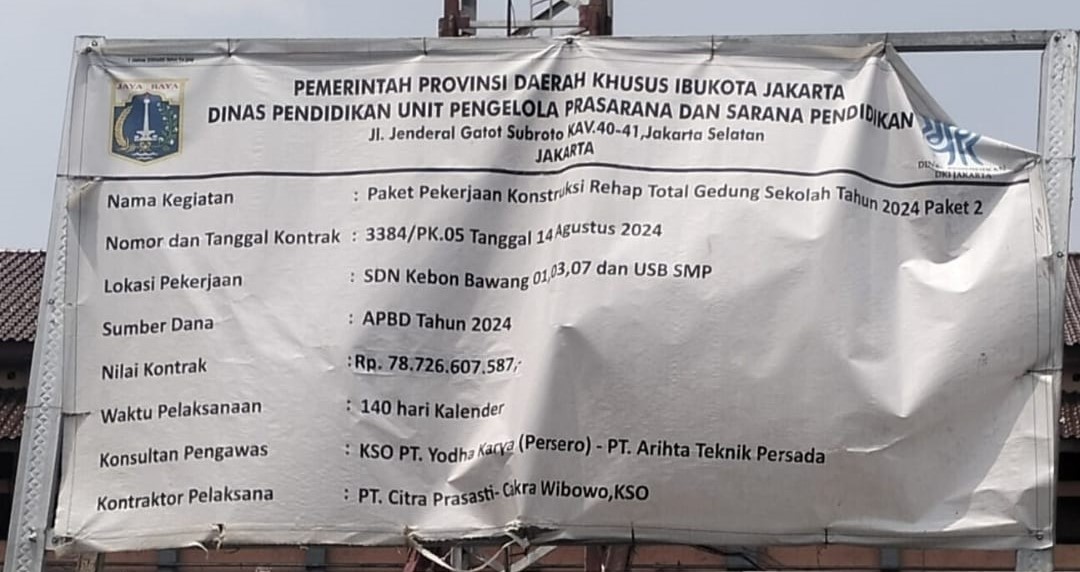 JAYA RAYA
PEMERINTAH PROVINSI DAERAH KHUSUS IBUKOTA JAKARTA
DINAS PENDIDIKAN UNIT PENGELOLA PRASARANA DAN SARANA PENDIDIKAN
Jl. Jenderal Gatot Subroto KAV.40-41,Jakarta Selatan
JAKARTA
DKI JAKARTA
Nama Kegiatan : Paket Pekerjaan Konstruksi Rehap Total Gedung Sekolah Tahun 2024 Paket 2
Nomor dan Tanggal Kontrak : 3384/PK.05 Tanggal 14 Agustus 2024
Lokasi Pekerjaan : SDN Kebon Bawang 01,03,07 dan USB SMP
Sumber Dana : APBD Tahun 2024
Nilai Kontrak :Rp. 78.726.607.587,-
Waktu Pelaksanaan : 140 hari Kalender
Konsultan Pengawas : KSO PT. Yodha Karya (Persero) - PT. Arihta Teknik Persada
Kontraktor Pelaksana : PT. Citra Prasasti- Cakra Wibowo,KSO